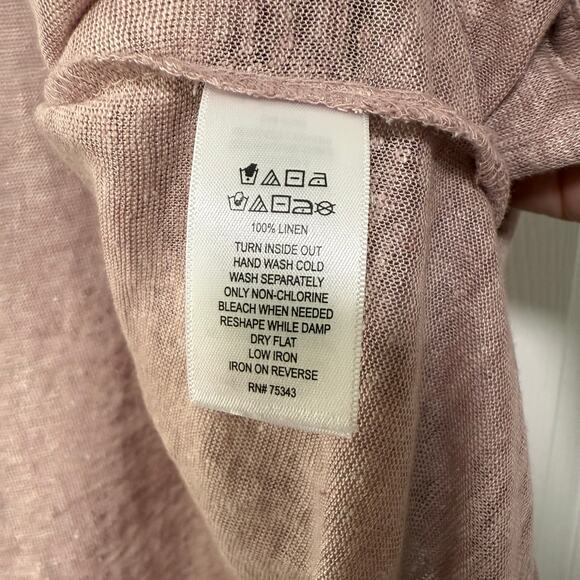 100% LINEN
TURN INSIDE OUT
HAND WASH COLD
WASH SEPARATELY
ONLY NON-CHLORINE
BLEACH WHEN NEEDED
RESHAPE WHILE DAMP
DRY FLAT
LOW IRON
IRON ON REVERSE
RN# 75343